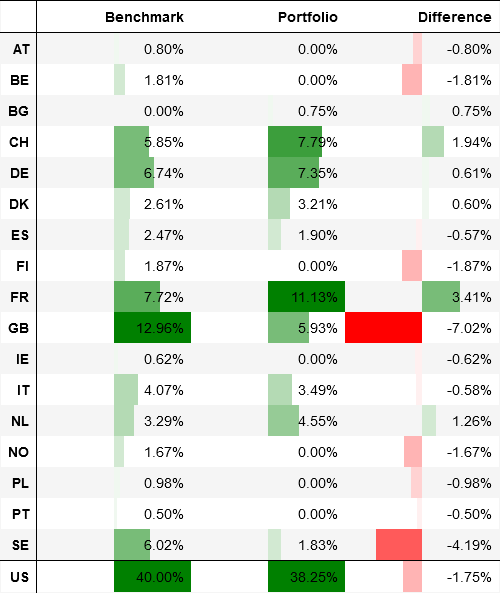 Benchmark Portfolio Difference
AT 0.80% 0.00% -0.80%
BE 1.81% 0.00% -1.81%
BG 0.00% 0.75% 0.75%
CH 5.85% 7.79% 1.94%
DE 6.74% 7.35% 0.61%
DK 2.61% 3.21% 0.60%
ES 2.47% 1.90% -0.57%
FI 1.87% 0.00% -1.87%
FR 7.72% 11.13% 3.41%
GB 12.96% 5.93% -7.02%
IE 0.62% 0.00% -0.62%
IT 4.07% 3.49% -0.58%
NL 3.29% 4.55% 1.26%
NO 1.67% 0.00% -1.67%
PL 0.98% 0.00% -0.98%
PT 0.50% 0.00% -0.50%
SE 6.02% 1.83% -4.19%
US 40.00% 38.25% -1.75%